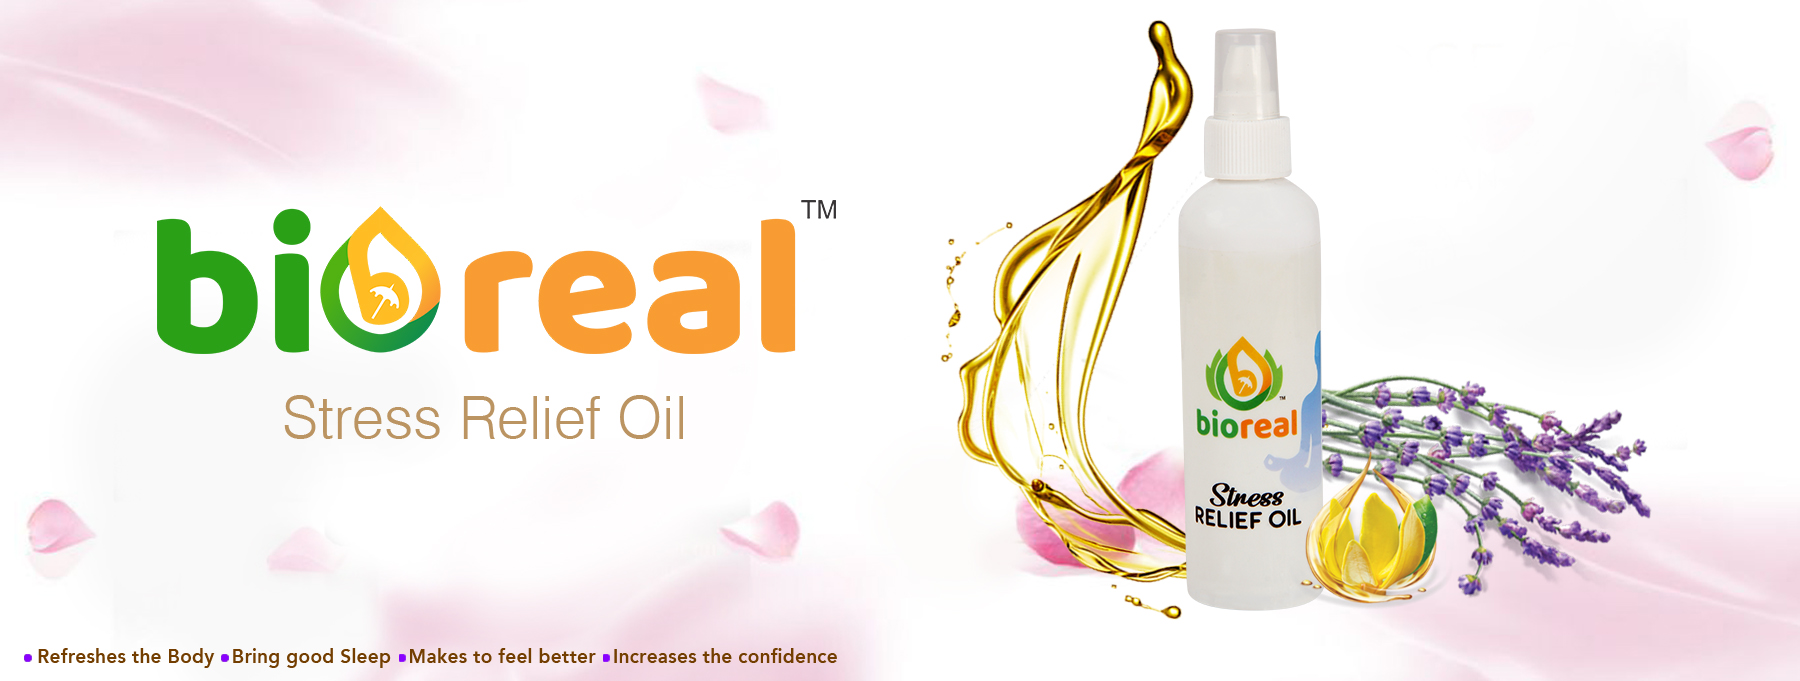 bioreal™
Stress Relief Oil
bioreal™
Stress
RELIEF OIL
• Refreshes the Body • Bring good Sleep • Makes to feel better • Increases the confidence